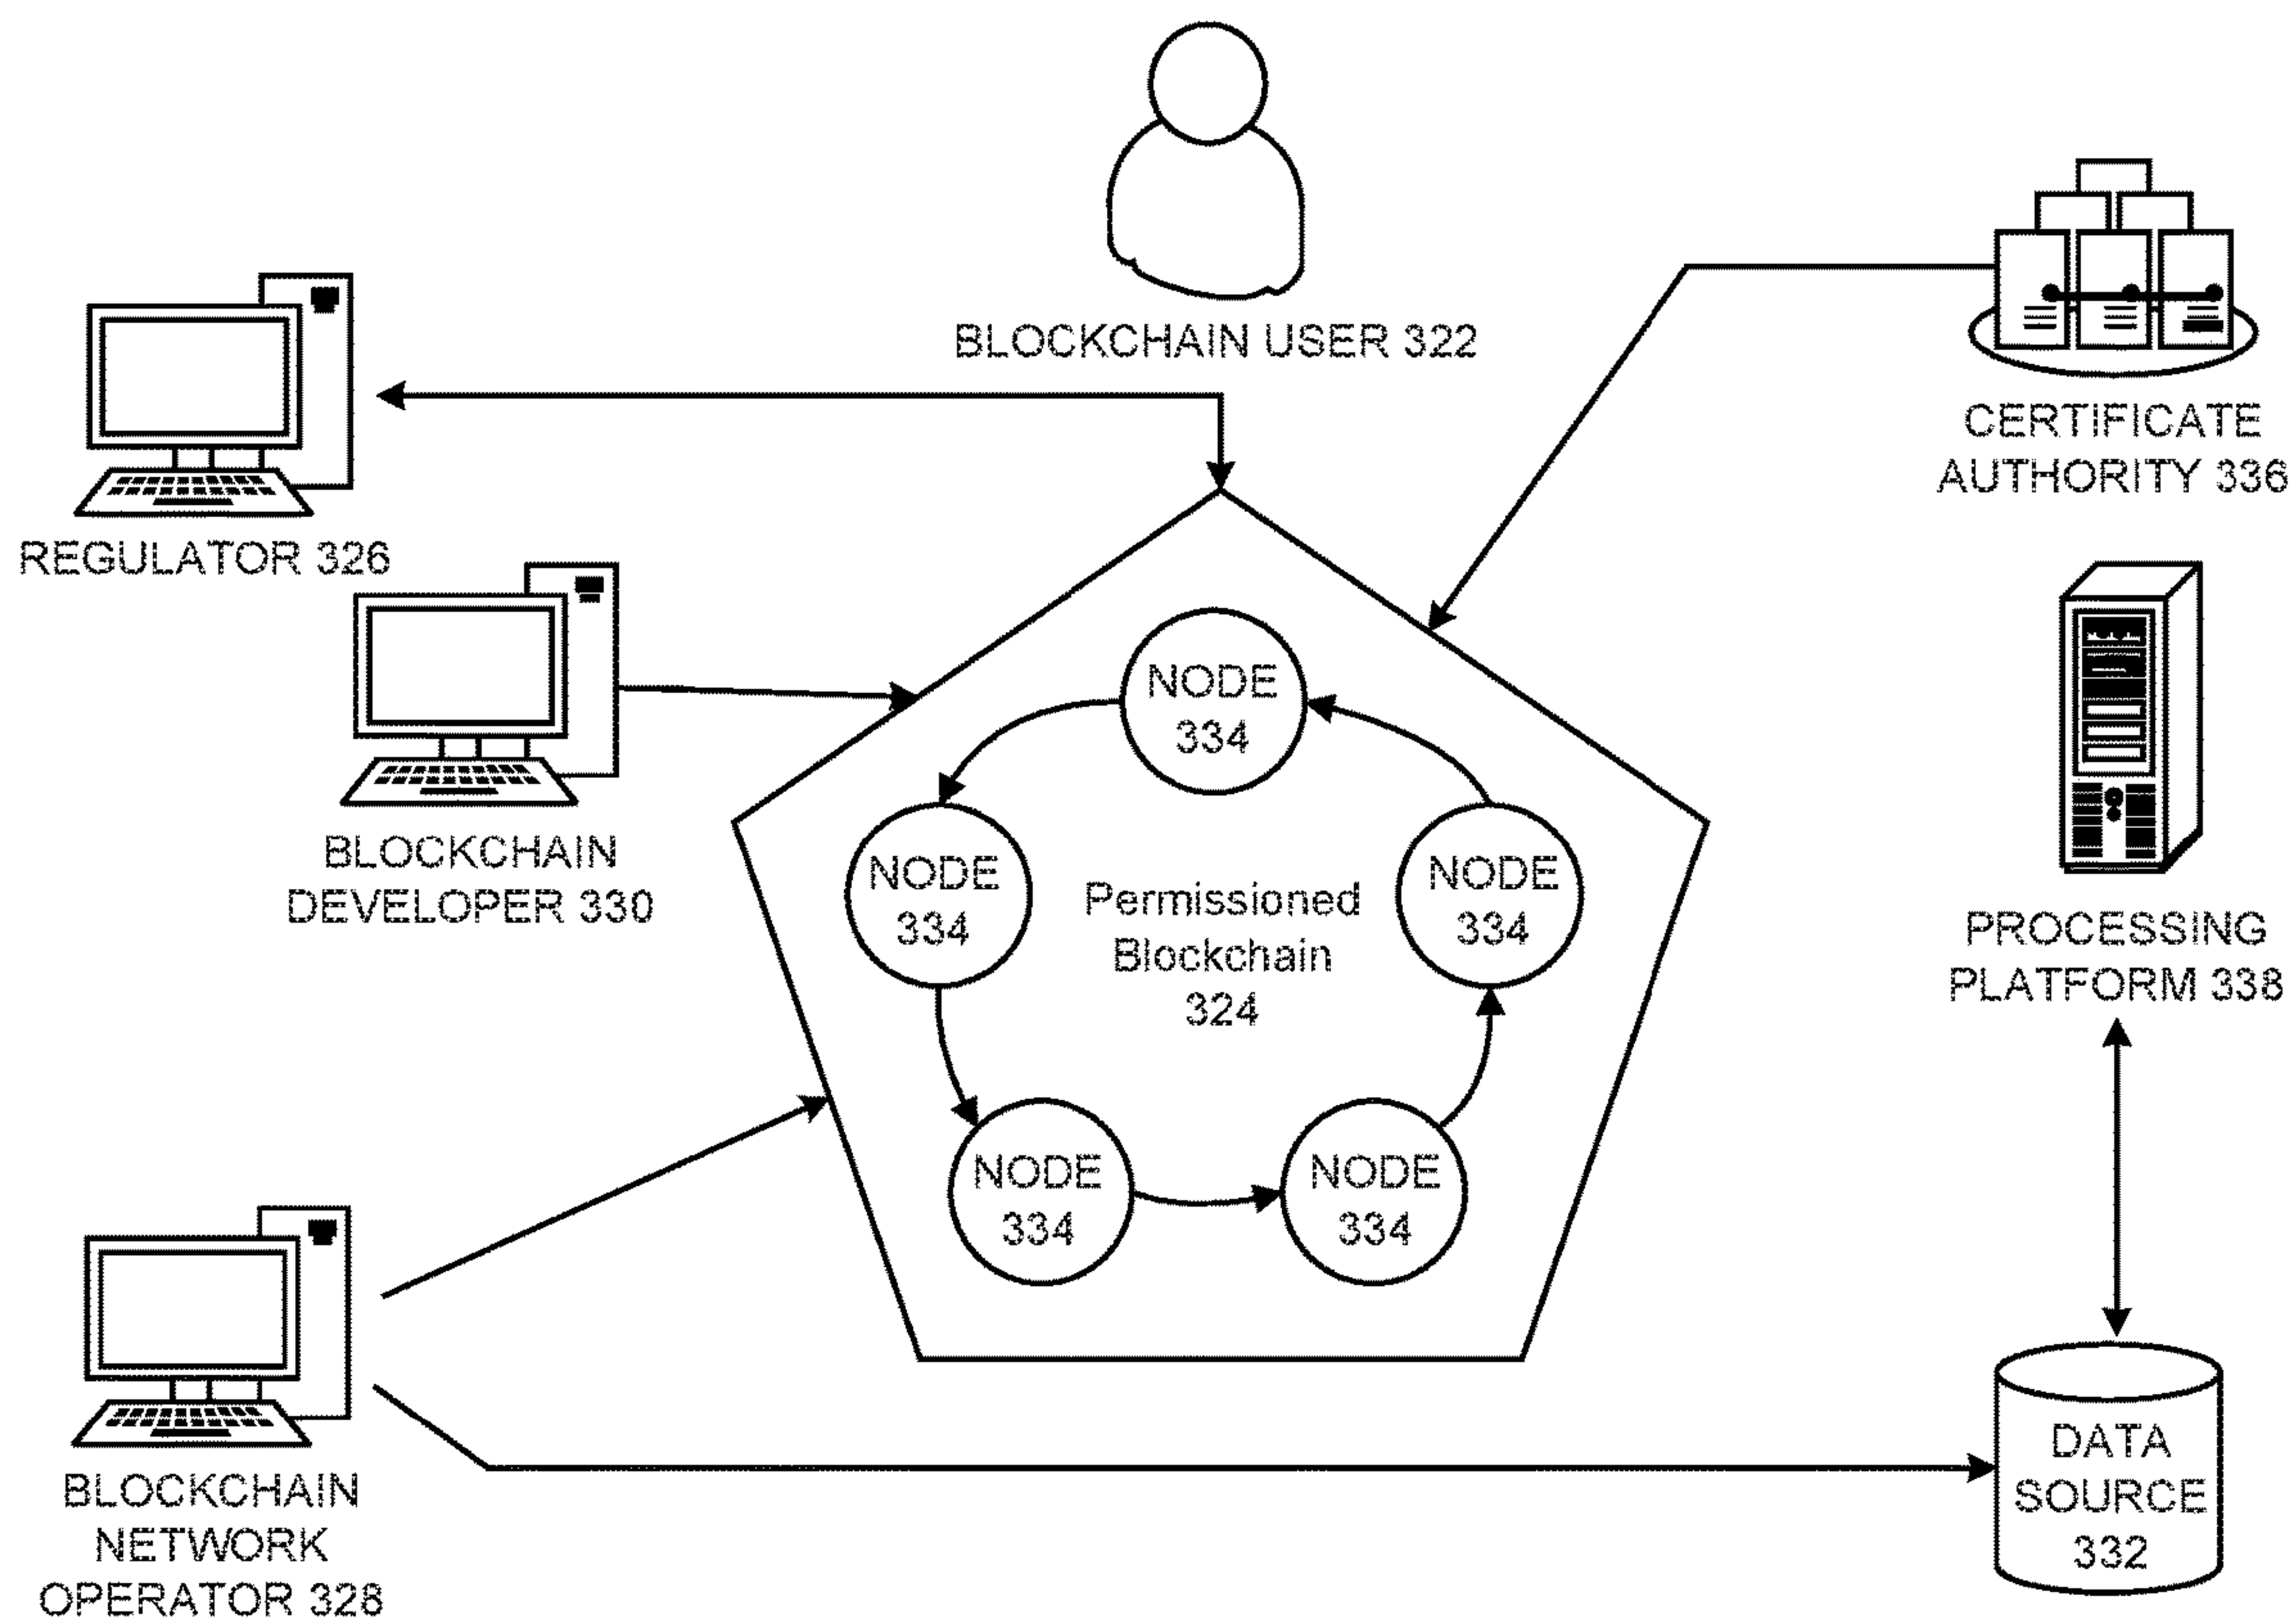 BLOCKCHAIN USER 322
CERTIFICATE
AUTHORITY 336
REGULATOR 326
BLOCKCHAIN
DEVELOPER 330
NODE
334
NODE
334
Permissioned
Blockchain
324
NODE
334
NODE
334
NODE
334
PROCESSING
PLATFORM 338
BLOCKCHAIN
NETWORK
OPERATOR 328
DATA
SOURCE
332